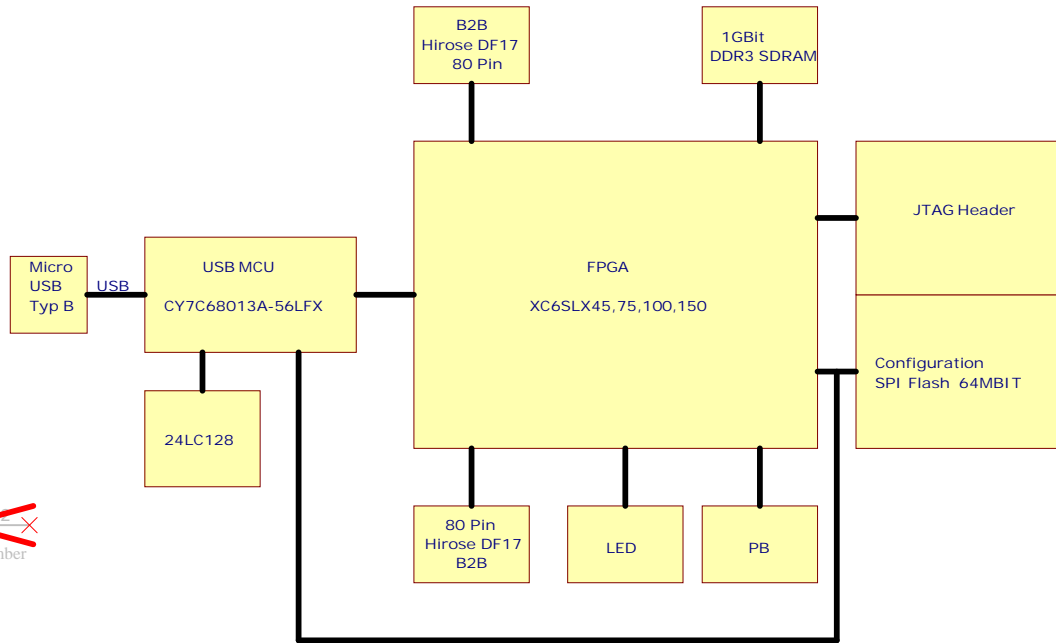 B2B
Hirose DF17
80 Pin
1GBit
DDR3 SDRAM
JTAG Header
Micro
USB
Typ B
USB
USB MCU
CY7C68013A-56LFX
FPGA
XC6SLX45,75,100,150
Configuration
SPI Flash 64MBIT
24LC128
80 Pin
Hirose DF17
B2B
LED
PB